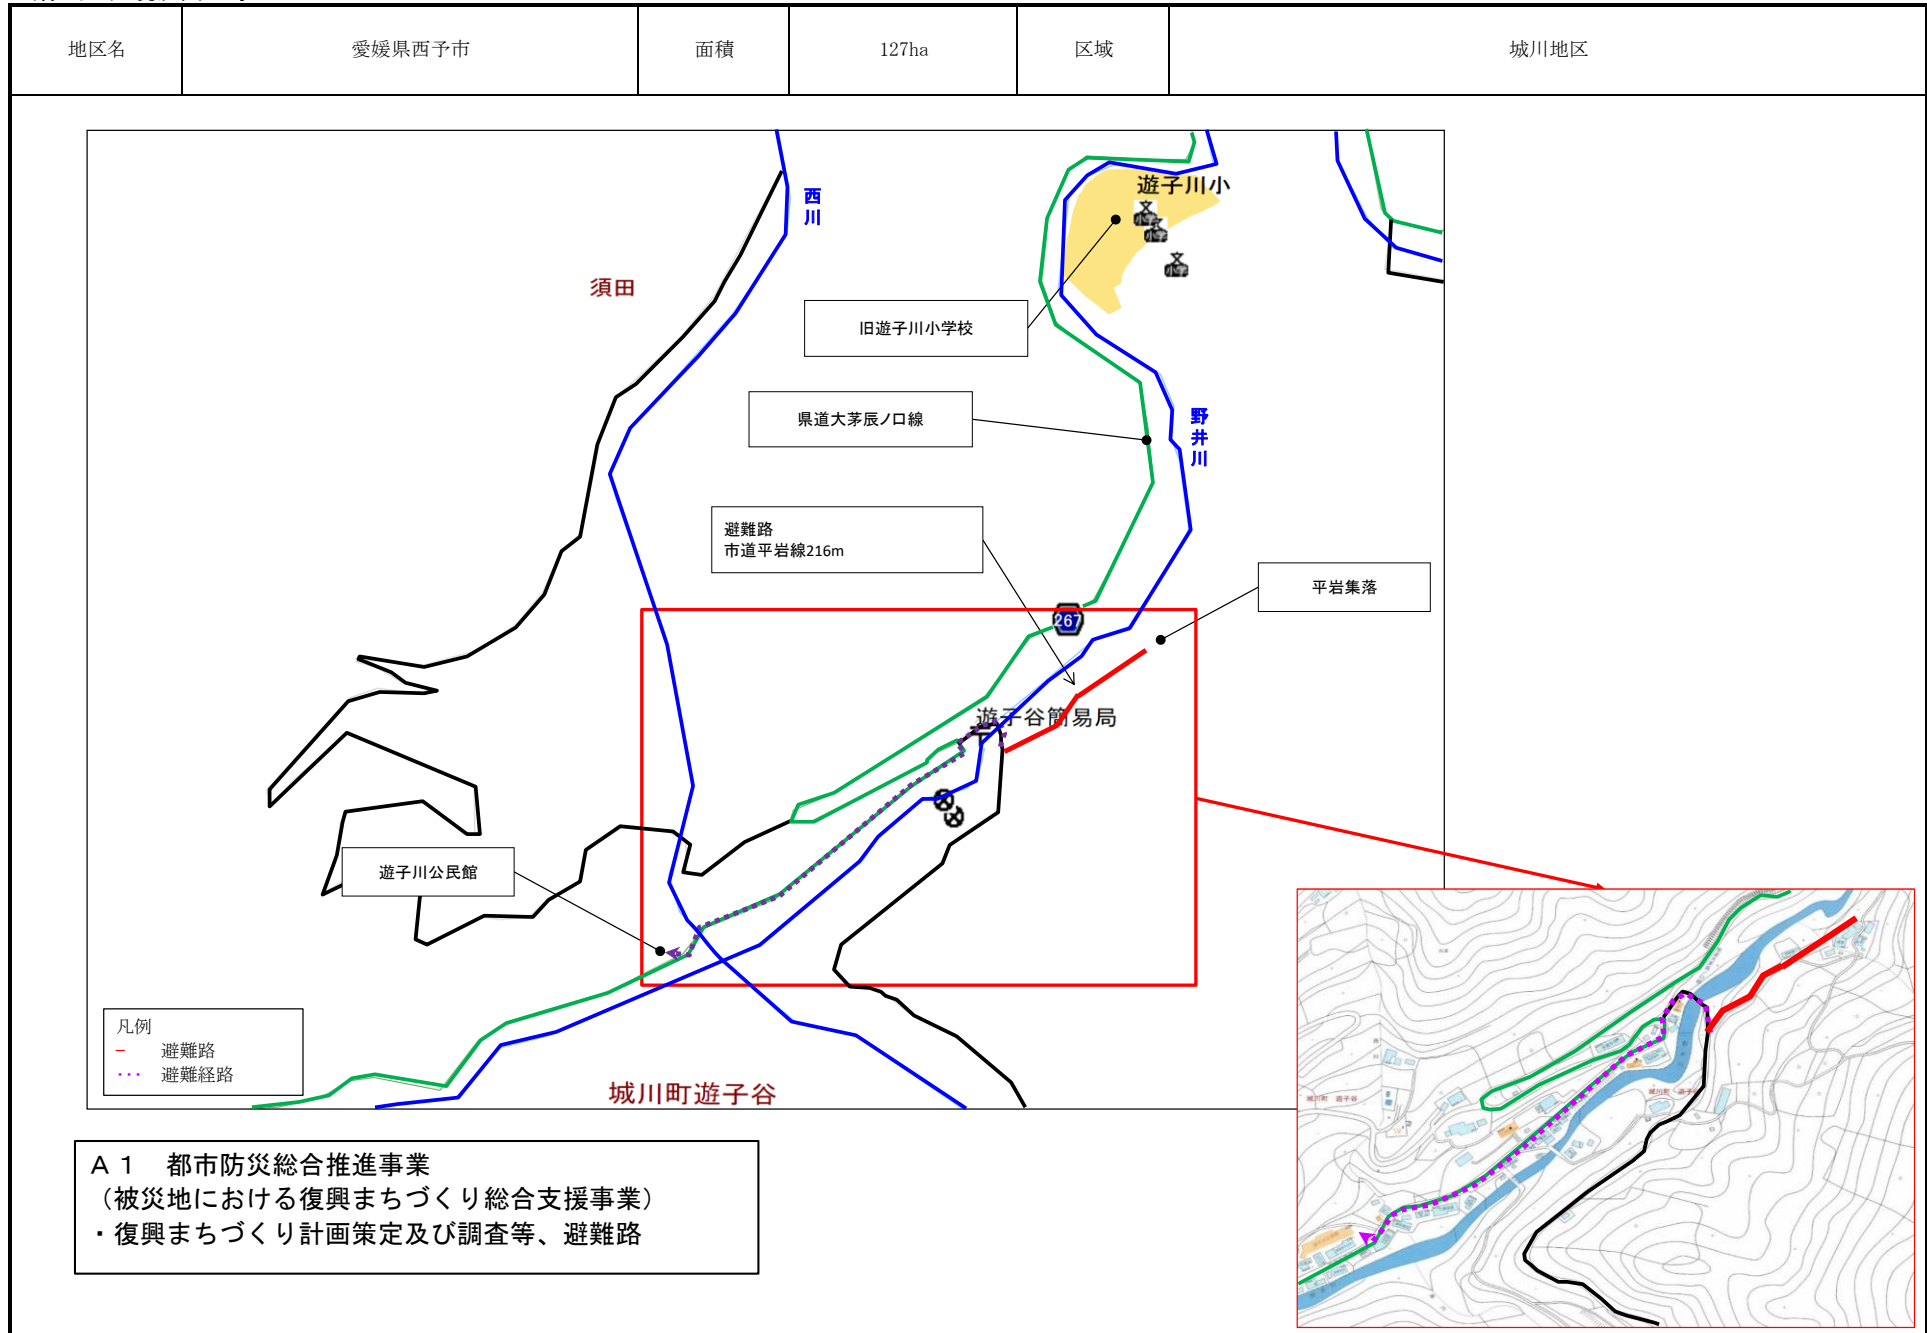 地区名
愛媛県西予市
面積
127ha
区域
城川地区
西川
遊子川小
須田
旧遊子川小学校
県道大茅辰ノ口線
野井川
避難路
市道平岩線216m
平岩集落
267
遊子谷簡易局
遊子川公民館
凡例
避難路
避難経路
城川町遊子谷
城川町 遊子谷
A1 都市防災総合推進事業
（被災地における復興まちづくり総合支援事業）
・復興まちづくり計画策定及び調査等、避難路